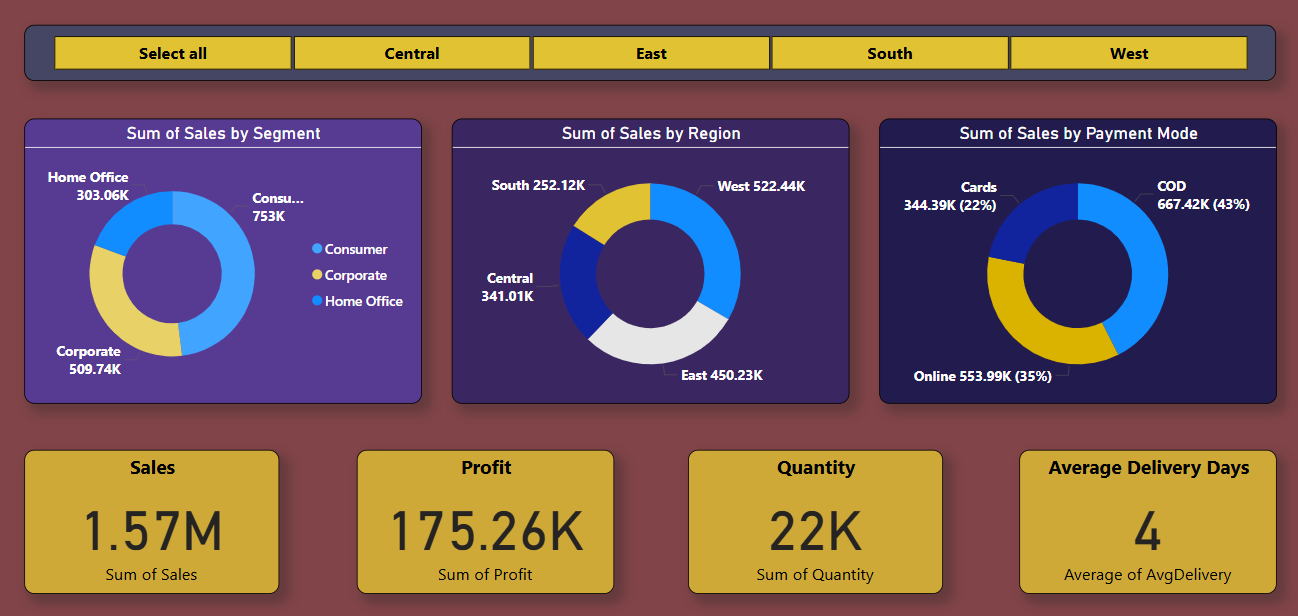 Select all
Central
East
South
West
Sum of Sales by Segment
Home Office
303.06K
Consu...
753K
Corporate
509.74K
Consumer
Corporate
Home Office
Sum of Sales by Region
South 252.12K
West 522.44K
Central
341.01K
East 450.23K
Sum of Sales by Payment Mode
Cards
344.39K (22%)
COD
667.42K (43%)
Online 553.99K (35%)
Sales
1.57M
Sum of Sales
Profit
175.26K
Sum of Profit
Quantity
22K
Sum of Quantity
Average Delivery Days
4
Average of AvgDelivery